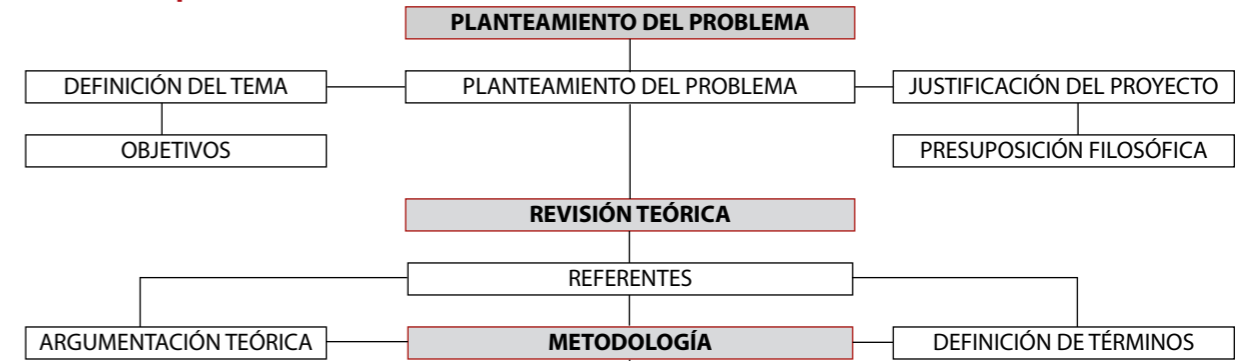 PLANTEAMIENTO DEL PROBLEMA
DEFINICIÓN DEL TEMA
PLANTEAMIENTO DEL PROBLEMA
JUSTIFICACIÓN DEL PROYECTO
OBJETIVOS
PRESUPOSICIÓN FILOSÓFICA
REVISIÓN TEÓRICA
REFERENTES
ARGUMENTACIÓN TEÓRICA
METODOLOGÍA
DEFINICIÓN DE TÉRMINOS